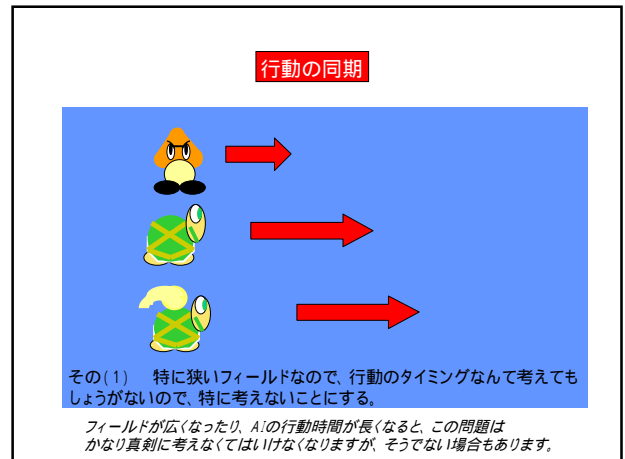 行動の同期
その(1)　特に狭いフィールドなので、行動のタイミングなんて考えても
しょうがないので、特に考えないことにする。
フィールドが広くなったり、AIの行動時間が長くなると、この問題は
かなり真剣に考えなくてはいけなくなりますが、そうでない場合もあります。